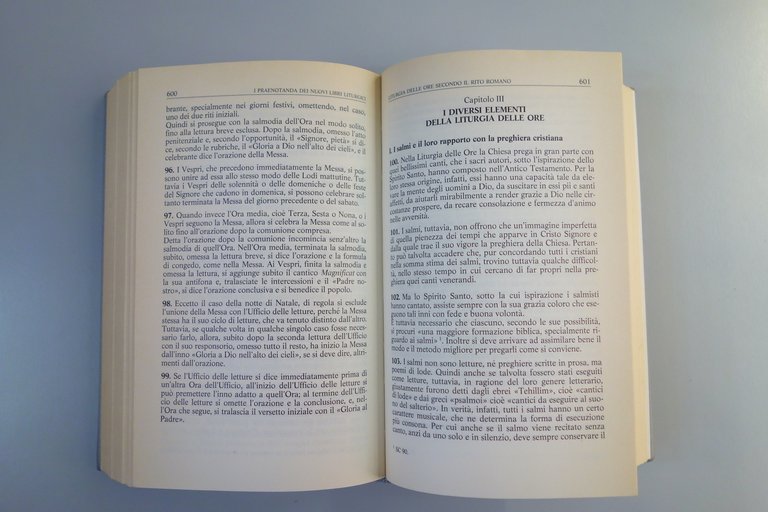 600
I PRAENOTANDA DEI NUOVI LIBRI LITURGICI
brante, specialmente nei giorni festivi, omettendo, nel caso,
uno dei due riti iniziali.
Quindi si prosegue con la salmodia dell'Ora nel modo solito,
fino alla lettura breve esclusa. Dopo la salmodia, omesso l'atto
penitenziale e, secondo l'opportunità, il «Signore, pietà» si di-
ce, secondo le rubriche, il «Gloria a Dio nell'alto dei cieli», e il
celebrante dice l'orazione della Messa.
96. I Vespri, che precedono immediatamente la Messa, si pos-
sono unire ad essa allo stesso modo delle Lodi mattutine. Tut-
tavia i Vespri delle solennità o delle domeniche o delle feste
del Signore che cadono in domenica, si possono celebrare sol-
tanto terminata la Messa del giorno precedente o del sabato.
97. Quando invece l'Ora media, cioè Terza, Sesta o Nona, o i
Vespri seguono la Messa, allora si celebra la Messa come al so-
lito fino all'orazione dopo la comunione compresa.
Detta l'orazione dopo la comunione incomincia senz'altro la
salmodia di quell'Ora. Nell'Ora media, terminata la salmodia,
subito, omessa la lettura breve, si dice l'orazione e la formula
di congedo, come nella Messa. Ai Vespri, finita la salmodia e
omessa la lettura, si aggiunge subito il cantico Magnificat con
la sua antifona e, tralasciate le intercessioni e il «Padre no-
stro», si dice l'orazione conclusiva e si benedice il popolo.
98. Eccetto il caso della notte di Natale, di regola si esclude
l'unione della Messa con l'Ufficio delle letture, perché la Messa
stessa ha il suo ciclo di letture, che va tenuto distinto dall'altro.
Tuttavia, se qualche volta in qualche singolo caso fosse neces-
sario farlo, allora, subito dopo la seconda lettura dell'Ufficio
con il suo responsorio, omesso tutto il resto, ha inizio la Messa
dall'inno «Gloria a Dio nell'alto dei cieli», se si deve dire, altri-
menti dall'orazione.
99. Se l'Ufficio delle letture si dice immediatamente prima di
un'altra Ora dell'Ufficio, all'inizio dell'Ufficio delle letture si
può premettere l'inno adatto a quell'Ora; al termine dell'Uffi-
cio delle letture si omette l'orazione e la conclusione, e, nel-
l'Ora che segue, si tralascia il versetto iniziale con il «Gloria al
Padre».
LITURGIA DELLE ORE SECONDO IL RITO ROMANO
601
Capitolo III
I DIVERSI ELEMENTI
DELLA LITURGIA DELLE ORE
I. I salmi e il loro rapporto con la preghiera cristiana
100. Nella Liturgia delle Ore la Chiesa prega in gran parte con
quei bellissimi canti, che i sacri autori, sotto l'ispirazione dello
Spirito Santo, hanno composto nell'Antico Testamento. Per la
loro stessa origine, infatti, essi hanno una capacità tale da ele-
vare la mente degli uomini a Dio, da suscitare in essi pii e santi
affetti, da aiutarli mirabilmente a render grazie a Dio nelle cir-
costanze prospere, da recare consolazione e fermezza d'animo
nelle avversità.
101. I salmi, tuttavia, non offrono che un'immagine imperfetta
di quella pienezza dei tempi che apparve in Cristo Signore e
dalla quale trae il suo vigore la preghiera della Chiesa. Pertan-
to può talvolta accadere che, pur concordando tutti i cristiani
nella somma stima dei salmi, trovino tuttavia qualche difficol-
tà, nello stesso tempo in cui cercano di far propri nella pre-
ghiera quei canti venerandi.
102. Ma lo Spirito Santo, sotto la cui ispirazione i salmisti
hanno cantato, assiste sempre con la sua grazia coloro che ese-
guono tali inni con fede e buona volontà.
È tuttavia necessario che ciascuno, secondo le sue possibilità,
si procuri «una maggiore formazione biblica, specialmente ri-
guardo ai salmi» 1. Inoltre si deve arrivare ad assimilare bene il
modo e il metodo migliore per pregarli come si conviene.
103. I salmi non sono letture, né preghiere scritte in prosa, ma
poemi di lode. Quindi anche se talvolta fossero stati eseguiti
come letture, tuttavia, in ragione del loro genere letterario,
giustamente furono detti dagli ebrei «Tehillim», cioè «cantici
di lode» e dai greci «psalmoi» cioè «cantici da eseguire al suo-
no del salterio». In verità, infatti, tutti i salmi hanno un certo
carattere musicale, che ne determina la forma di esecuzione
più consona. Per cui anche se il salmo viene recitato senza
canto, anzi da uno solo e in silenzio, deve sempre conservare il
1 SC 90.